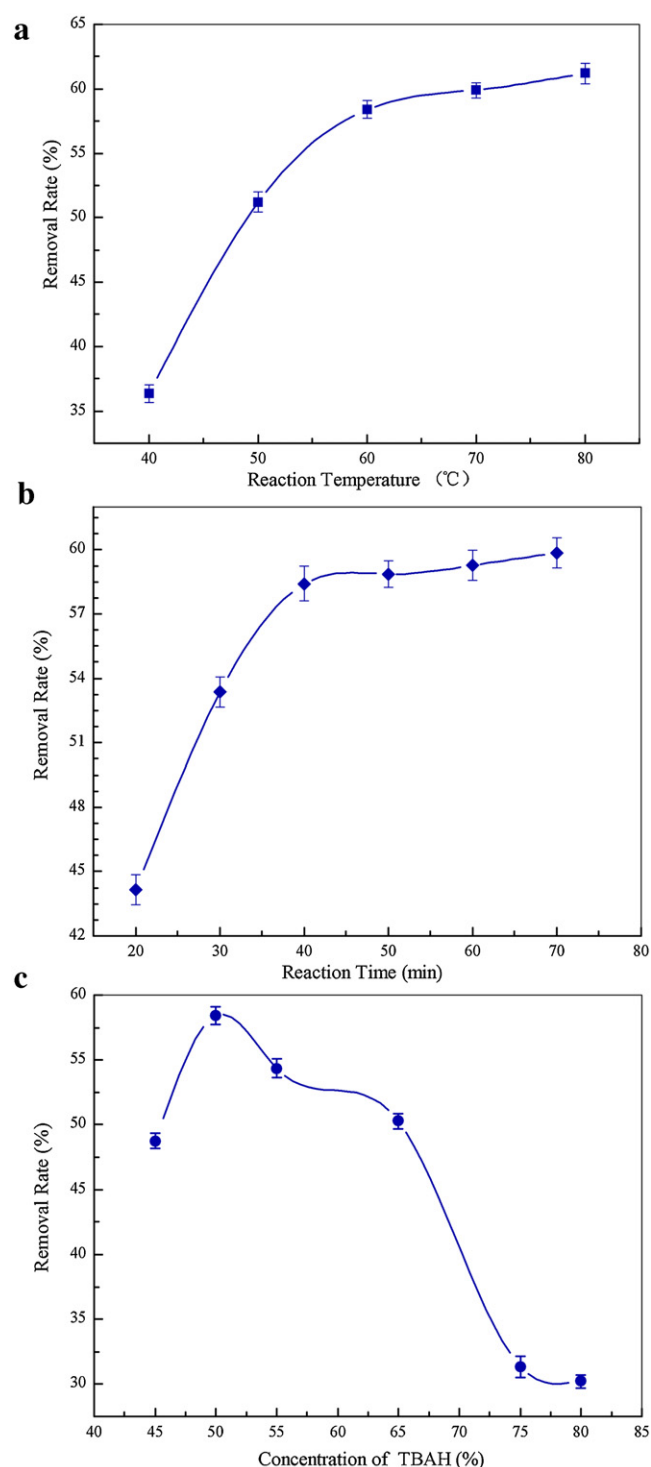 a
65
60
55
50
45
40
35
Removal Rate (%)
40 50 60 70 80
Reaction Temperature (℃)
b
60
57
54
51
48
45
42
Removal Rate (%)
20 30 40 50 60 70 80
Reaction Time (min)
c
60
55
50
45
40
35
30
Removal Rate (%)
40 45 50 55 60 65 70 75 80 85
Concentration of TBAH (%)